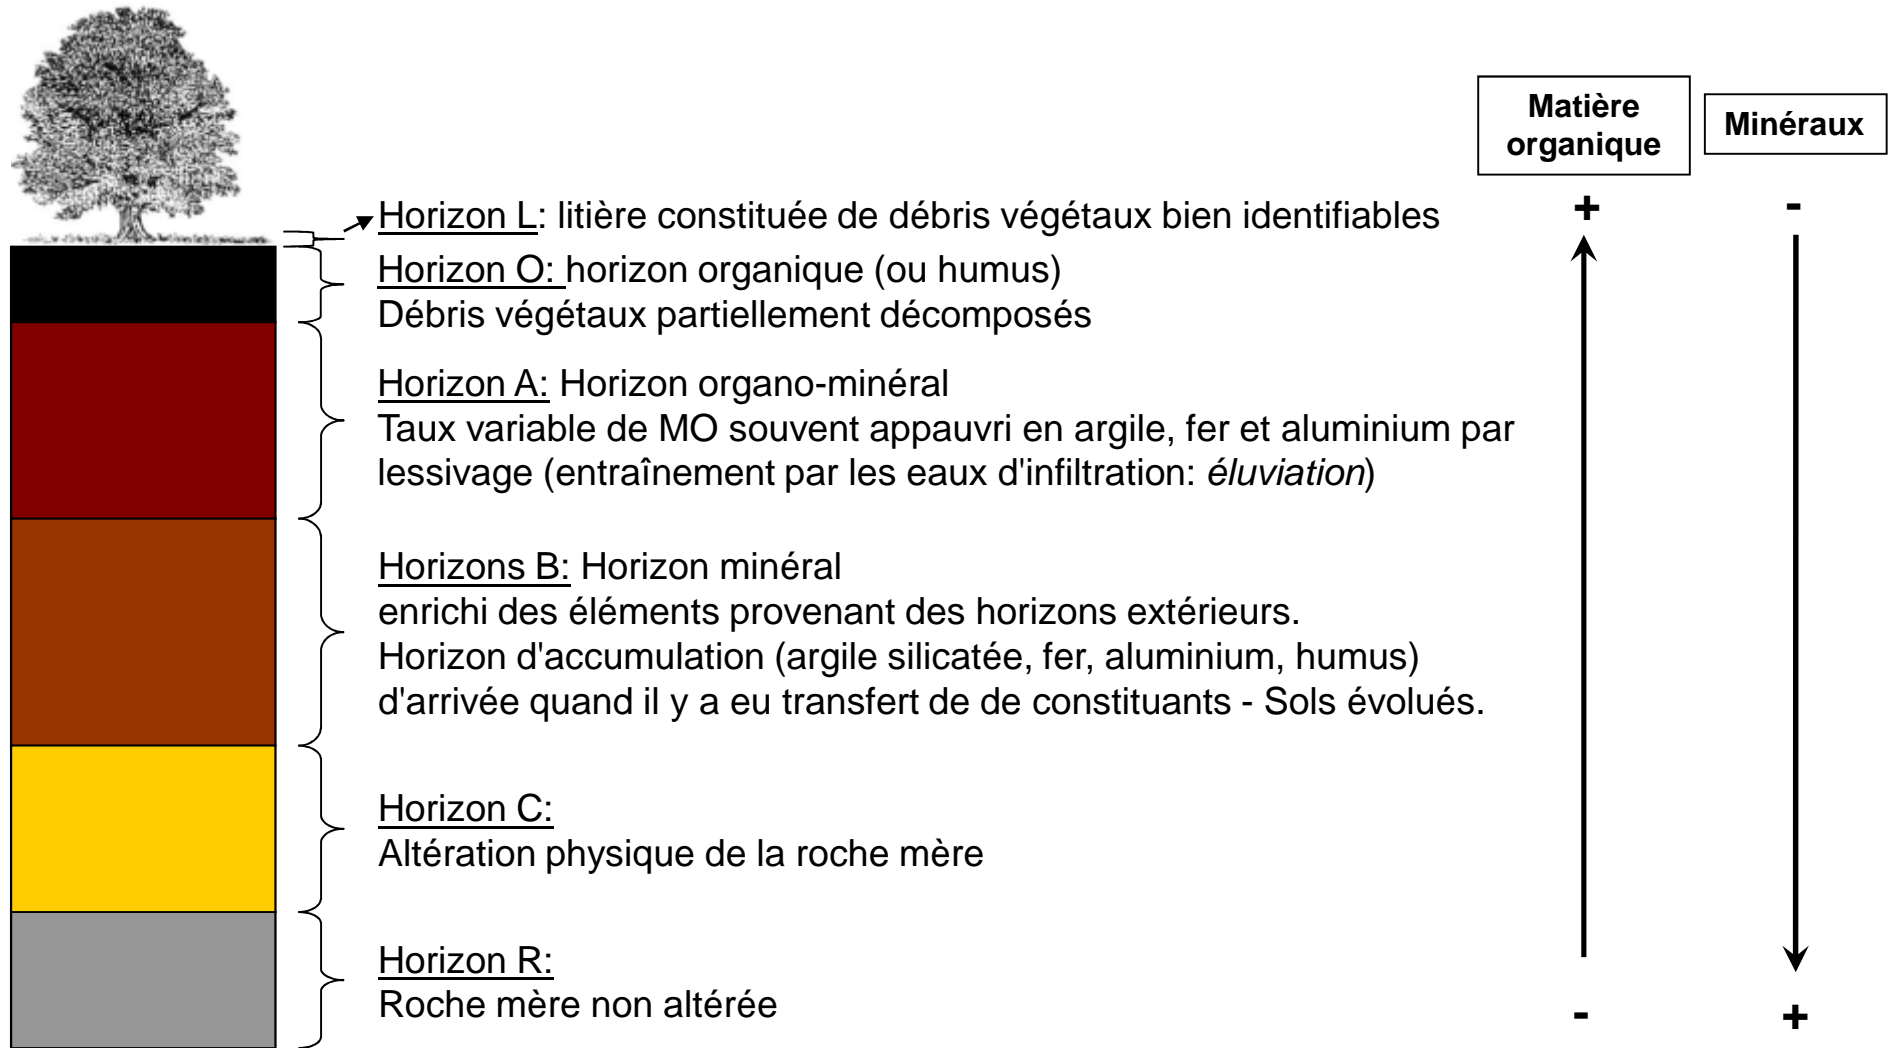 Matière
organique
Minéraux
+
-
Horizon L: litière constituée de débris végétaux bien identifiables
Horizon O: horizon organique (ou humus)
Débris végétaux partiellement décomposés
Horizon A: Horizon organo-minéral
Taux variable de MO souvent appauvri en argile, fer et aluminium par
lessivage (entraînement par les eaux d'infiltration: éluviation)
Horizons B: Horizon minéral
enrichi des éléments provenant des horizons extérieurs.
Horizon d'accumulation (argile silicatée, fer, aluminium, humus)
d'arrivée quand il y a eu transfert de de constituants - Sols évolués.
Horizon C:
Altération physique de la roche mère
Horizon R:
Roche mère non altérée
-
+